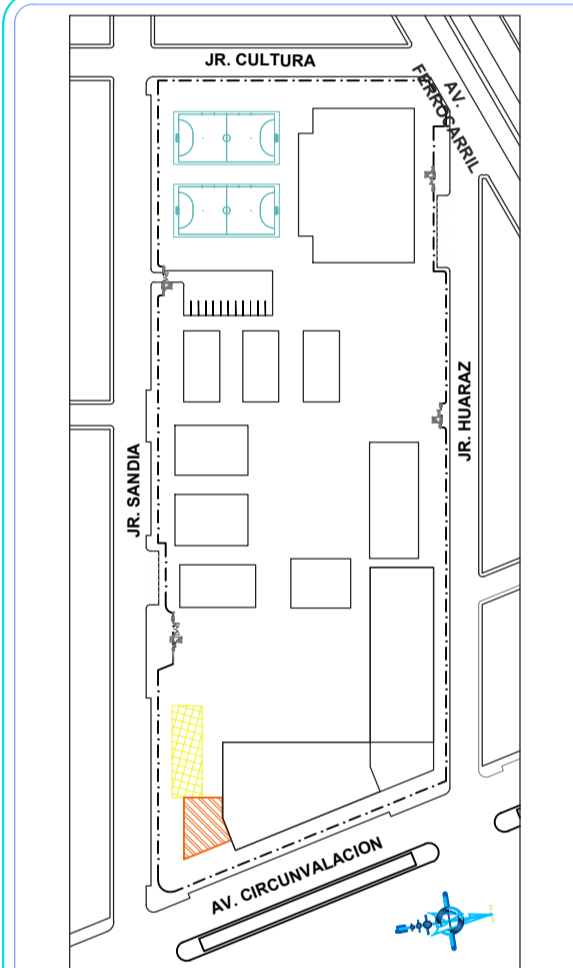 JR. CULTURA
AV.
FERROCARRIL
JR. HUARAZ
JR. SANDIA
AV. CIRCUNVALACION